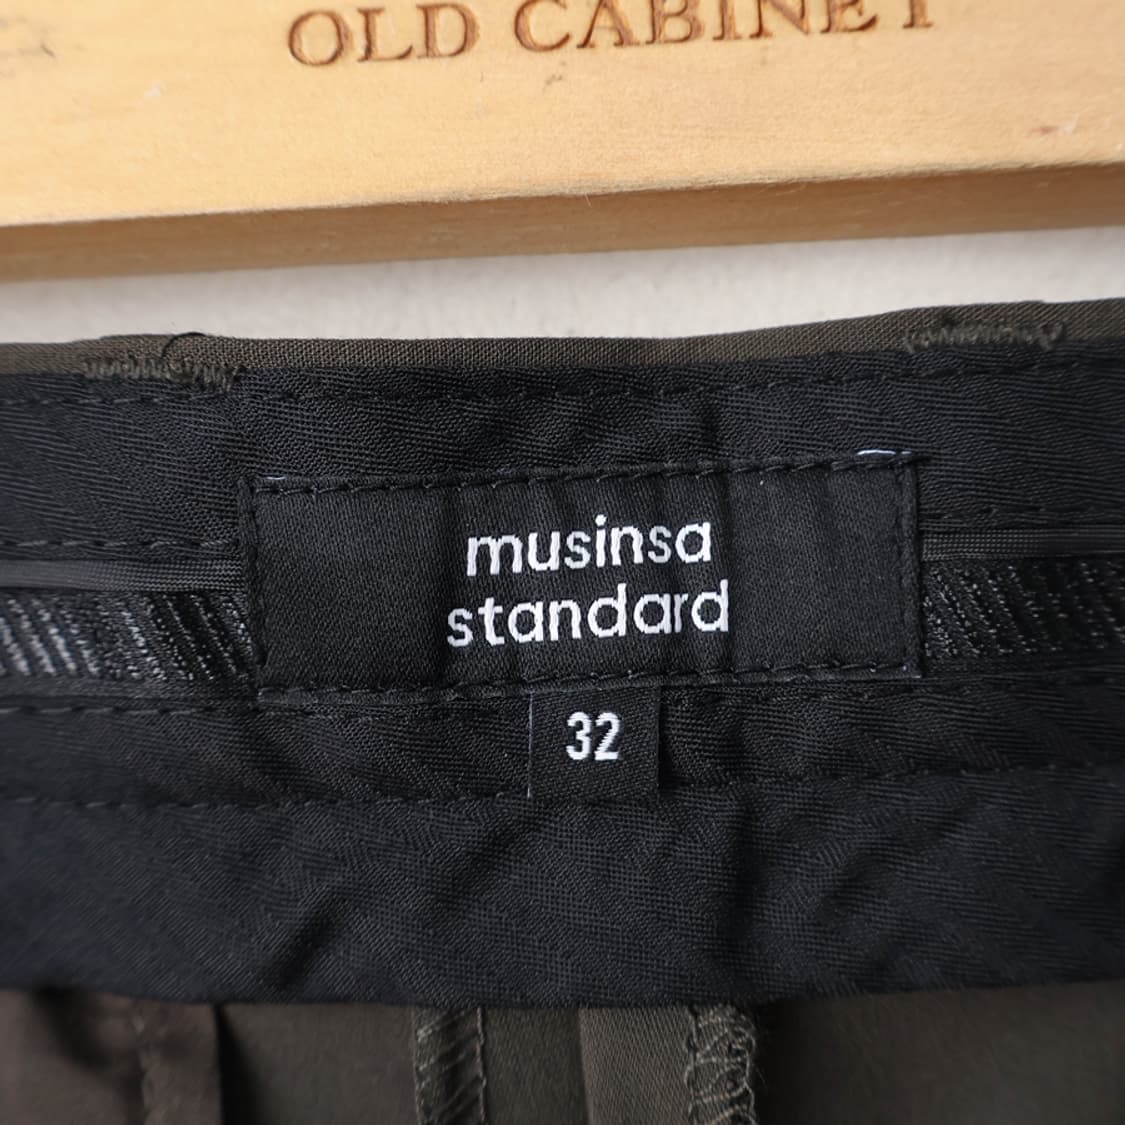 OLD CABINET
musinsa
standard
32